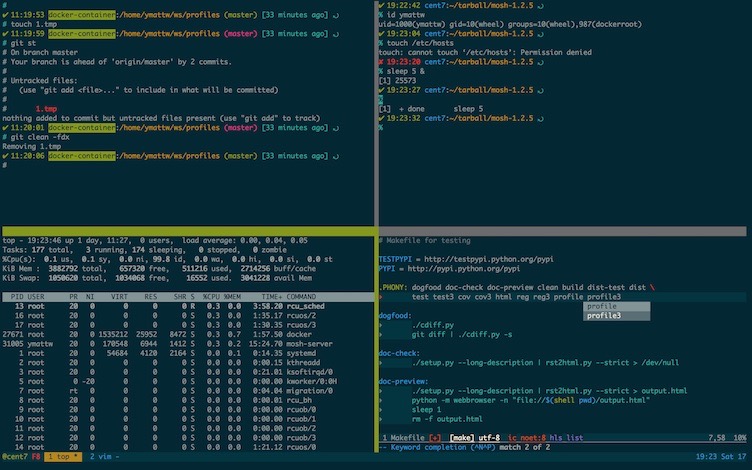 #
✔ 11:19:53 docker-container:/home/ymattw/ws/profiles (master) [33 minutes ago]
# touch 1.tmp
✔ 11:19:59 docker-container:/home/ymattw/ws/profiles (master) [33 minutes ago]
# git st
# On branch master
# Your branch is ahead of 'origin/master' by 2 commits.
#
# Untracked files:
#   (use "git add <file>..." to include in what will be committed)
#
#       1.tmp
nothing added to commit but untracked files present (use "git add" to track)
✔ 11:20:01 docker-container:/home/ymattw/ws/profiles (master) [33 minutes ago]
# git clean -fdx
Removing 1.tmp
✔ 11:20:06 docker-container:/home/ymattw/ws/profiles (master) [33 minutes ago]
#
✔ 19:22:42 cent7:~/tarball/mosh-1.2.5
% id ymattw
uid=1000(ymattw) gid=10(wheel) groups=10(wheel),987(dockerroot)
✔ 19:23:04 cent7:~/tarball/mosh-1.2.5
% touch /etc/hosts
touch: cannot touch '/etc/hosts': Permission denied
✘ 19:23:20 cent7:~/tarball/mosh-1.2.5
% sleep 5 &
[1] 25573
✔ 19:23:27 cent7:~/tarball/mosh-1.2.5
%
[1]  + done       sleep 5
✔ 19:23:32 cent7:~/tarball/mosh-1.2.5
%
top - 19:23:46 up 1 day, 11:27,  0 users,  load average: 0.00, 0.04, 0.05
Tasks: 177 total,   3 running, 174 sleeping,   0 stopped,   0 zombie
%Cpu(s):  0.1 us,  0.1 sy,  0.0 ni, 99.8 id,  0.0 wa,  0.0 hi,  0.0 si,  0.0 st
KiB Mem :  3882792 total,   657320 free,   511216 used,  2714256 buff/cache
KiB Swap:  1050620 total,  1034068 free,    16552 used.  3041228 avail Mem
PID USER PR NI VIRT RES SHR S %CPU %MEM TIME+ COMMAND
13 root 20 0 0 0 0 R 0.3 0.0 3:58.20 rcu_sched
16 root 20 0 0 0 0 S 0.3 0.0 1:15.37 rcuos/2
17 root 20 0 0 0 0 S 0.3 0.0 1:30.35 rcuos/3
27671 root 20 0 1535212 25952 8472 S 0.3 0.7 1:57.50 docker
31005 ymattw 20 0 170548 6944 1412 S 0.3 0.2 15:24.70 mosh-server
1 root 20 0 54684 4120 2164 S 0.0 0.1 0:14.35 systemd
2 root 20 0 0 0 0 S 0.0 0.0 0:00.15 kthreadd
3 root 20 0 0 0 0 S 0.0 0.0 0:21.01 ksoftirqd/0
5 root 0 -20 0 0 0 S 0.0 0.0 0:00.00 kworker/0:0H
7 root rt 0 0 0 0 S 0.0 0.0 0:04.01 migration/0
8 root 20 0 0 0 0 S 0.0 0.0 0:00.01 rcu_bh
9 root 20 0 0 0 0 S 0.0 0.0 0:00.00 rcuob/0
10 root 20 0 0 0 0 S 0.0 0.0 0:00.00 rcuob/1
11 root 20 0 0 0 0 S 0.0 0.0 0:00.00 rcuob/2
12 root 20 0 0 0 0 S 0.0 0.0 0:00.00 rcuob/3
14 root 20 0 0 0 0 S 0.0 0.0 2:00.12 rcuos/0
# Makefile for testing
TESTPYPI = http://testpypi.python.org/pypi
PYPI = http://pypi.python.org/pypi
.PHONY: dogfood doc-check doc-preview clean build dist-test dist \
test test3 cov cov3 html reg reg3 profile profile3
profile
profile3
dogfood:
./cdiff.py
git diff | ./cdiff.py -s
doc-check:
./setup.py --long-description | rst2html.py --strict > /dev/null
doc-preview:
./setup.py --long-description | rst2html.py --strict > output.html
python -m webbrowser -n "file://$(shell pwd)/output.html"
sleep 1
rm -f output.html
1 Makefile [+]  [make] utf-8  ic noet:8 hls list 7,58 10%
-- Keyword completion (^N^P) match 2 of 2
@cent7 F8 1 top * 2 vim - 19:23 Sat 17